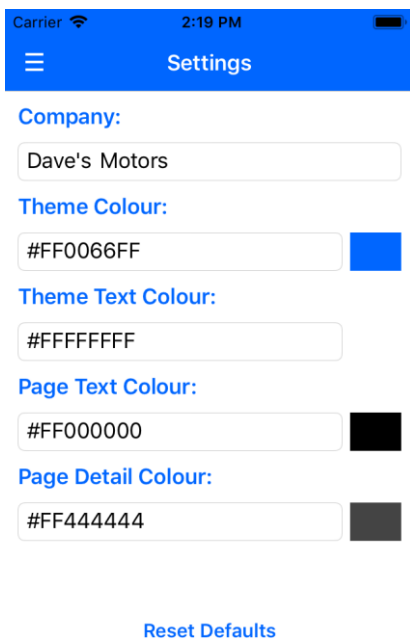 Carrier 2:19 PM
☰ Settings
Company:
Dave's Motors
Theme Colour:
#FF0066FF
Theme Text Colour:
#FFFFFFFF
Page Text Colour:
#FF000000
Page Detail Colour:
#FF444444
Reset Defaults